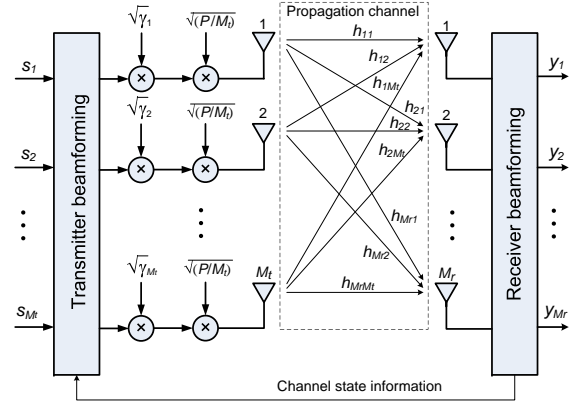 √γ1 √(P/Mt) 1 Propagation channel 1
h11
s1 y1
h12
h1Mt
√γ2 √(P/Mt) 2 h21 2
h22
s2 y2
h2Mt
Transmitter beamforming
Receiver beamforming
hMr1
√γMt √(P/Mt) Mt hMr2 Mr
hMrMt
sMt yMr
Channel state information